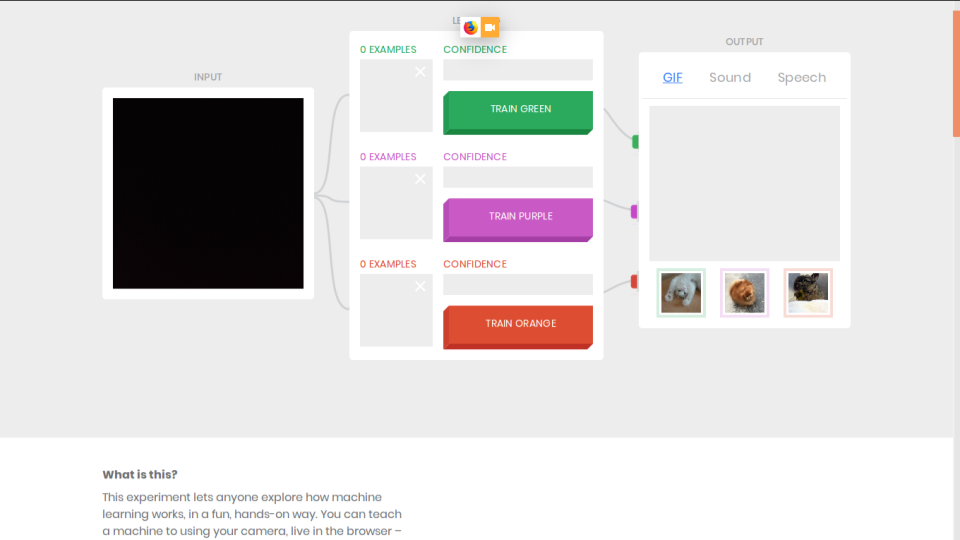 INPUT
0 EXAMPLES
CONFIDENCE
TRAIN GREEN
0 EXAMPLES
CONFIDENCE
TRAIN PURPLE
0 EXAMPLES
CONFIDENCE
TRAIN ORANGE
OUTPUT
GIF Sound Speech
What is this?
This experiment lets anyone explore how machine
learning works, in a fun, hands-on way. You can teach
a machine to using your camera, live in the browser –